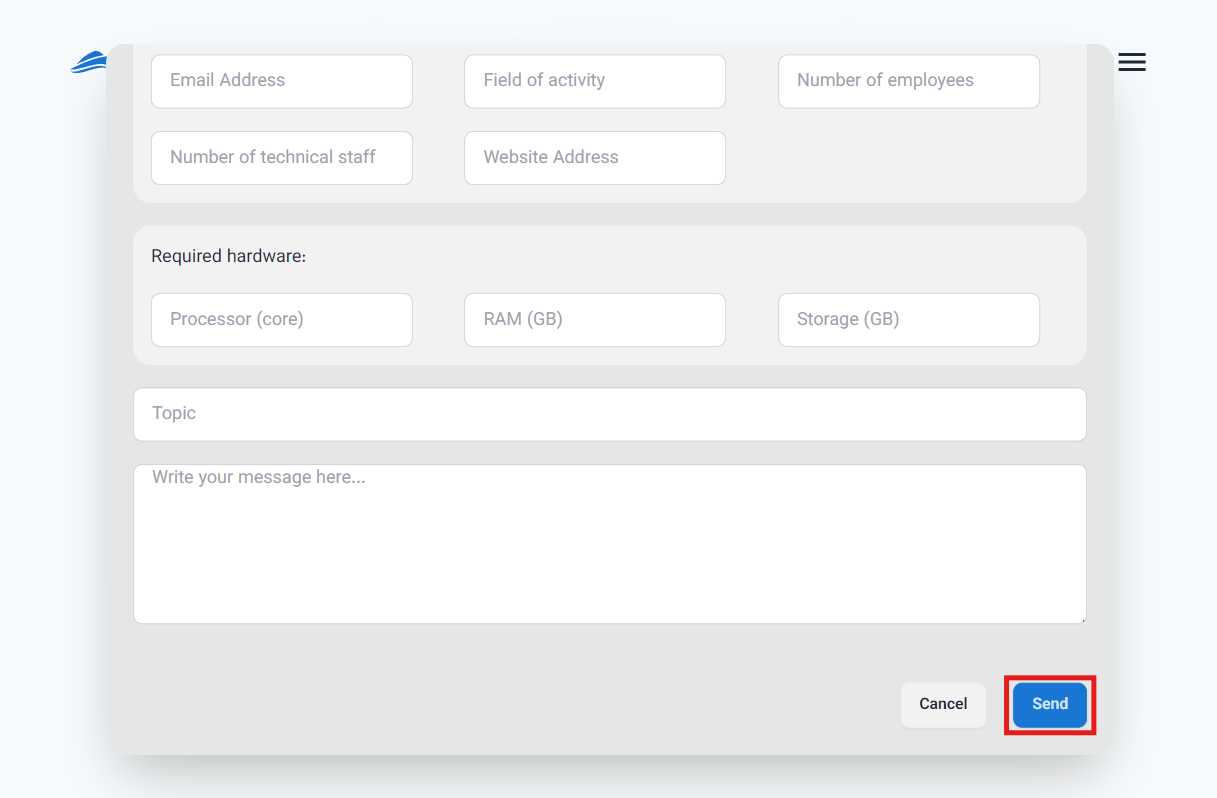 Email Address
Field of activity
Number of employees
Number of technical staff
Website Address
Required hardware:
Processor (core)
RAM (GB)
Storage (GB)
Topic
Write your message here...
Cancel
Send